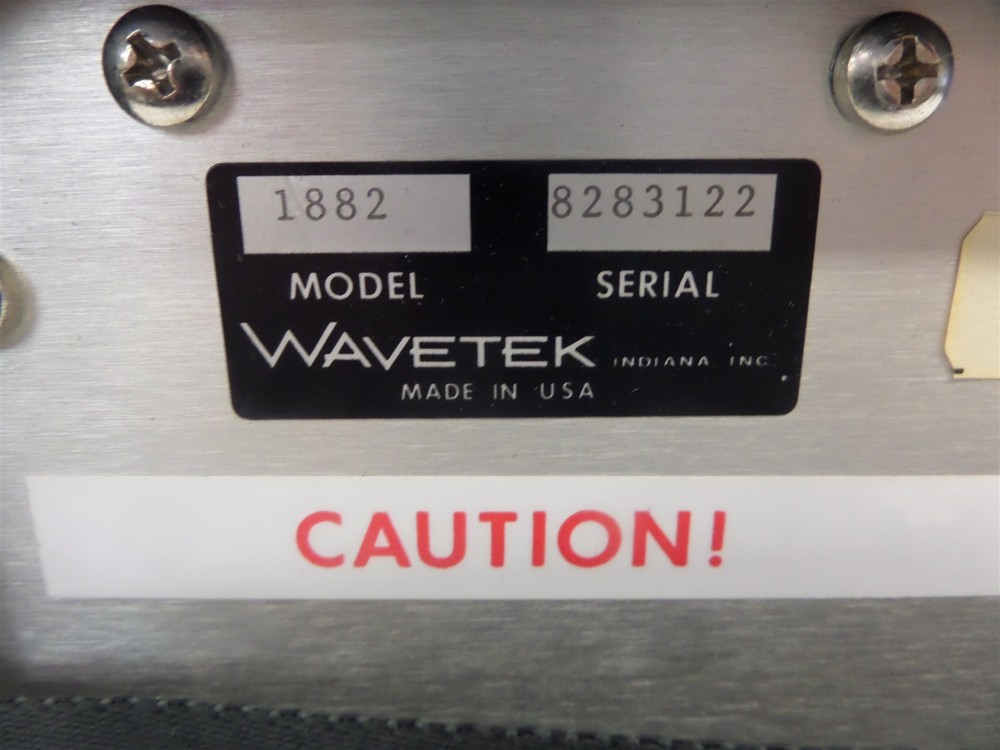 1882 8283122
MODEL SERIAL
WAVETEK INDIANA INC.
MADE IN USA
CAUTION!